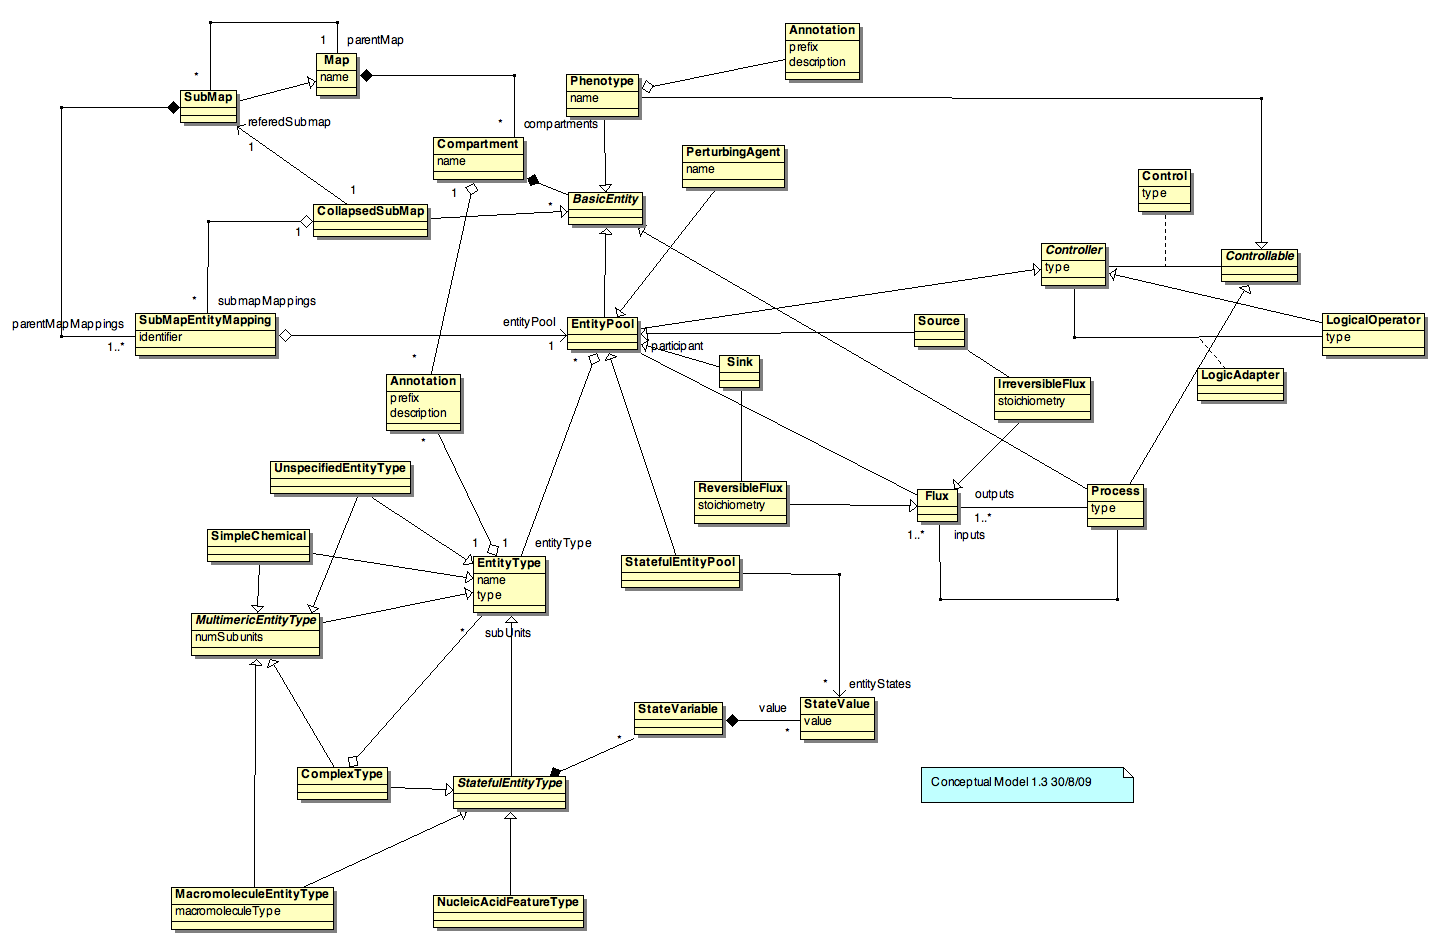 1
parentMap
Map
name
*
SubMap
referedSubmap
1
Annotation
prefix
description
Phenotype
name
*
compartments
Compartment
name
1
PerturbingAgent
name
Control
type
BasicEntity
*
1
CollapsedSubMap
1
Controller
type
Controllable
*
submapMappings
parentMapMappings
1..*
SubMapEntityMapping
identifier
entityPool
1
EntityPool
*
participant
Source
Sink
LogicalOperator
type
LogicAdapter
IrreversibleFlux
stoichiometry
*
Annotation
prefix
description
*
UnspecifiedEntityType
ReversibleFlux
stoichiometry
Flux
1..*
inputs
outputs
1..*
Process
type
SimpleChemical
1
1
entityType
EntityType
name
type
StatefulEntityPool
MultimericEntityType
numSubunits
*
subUnits
*
entityStates
StateVariable
value
*
StateValue
value
*
ComplexType
StatefulEntityType
Conceptual Model 1.3 30/8/09
MacromoleculeEntityType
macromoleculeType
NucleicAcidFeatureType